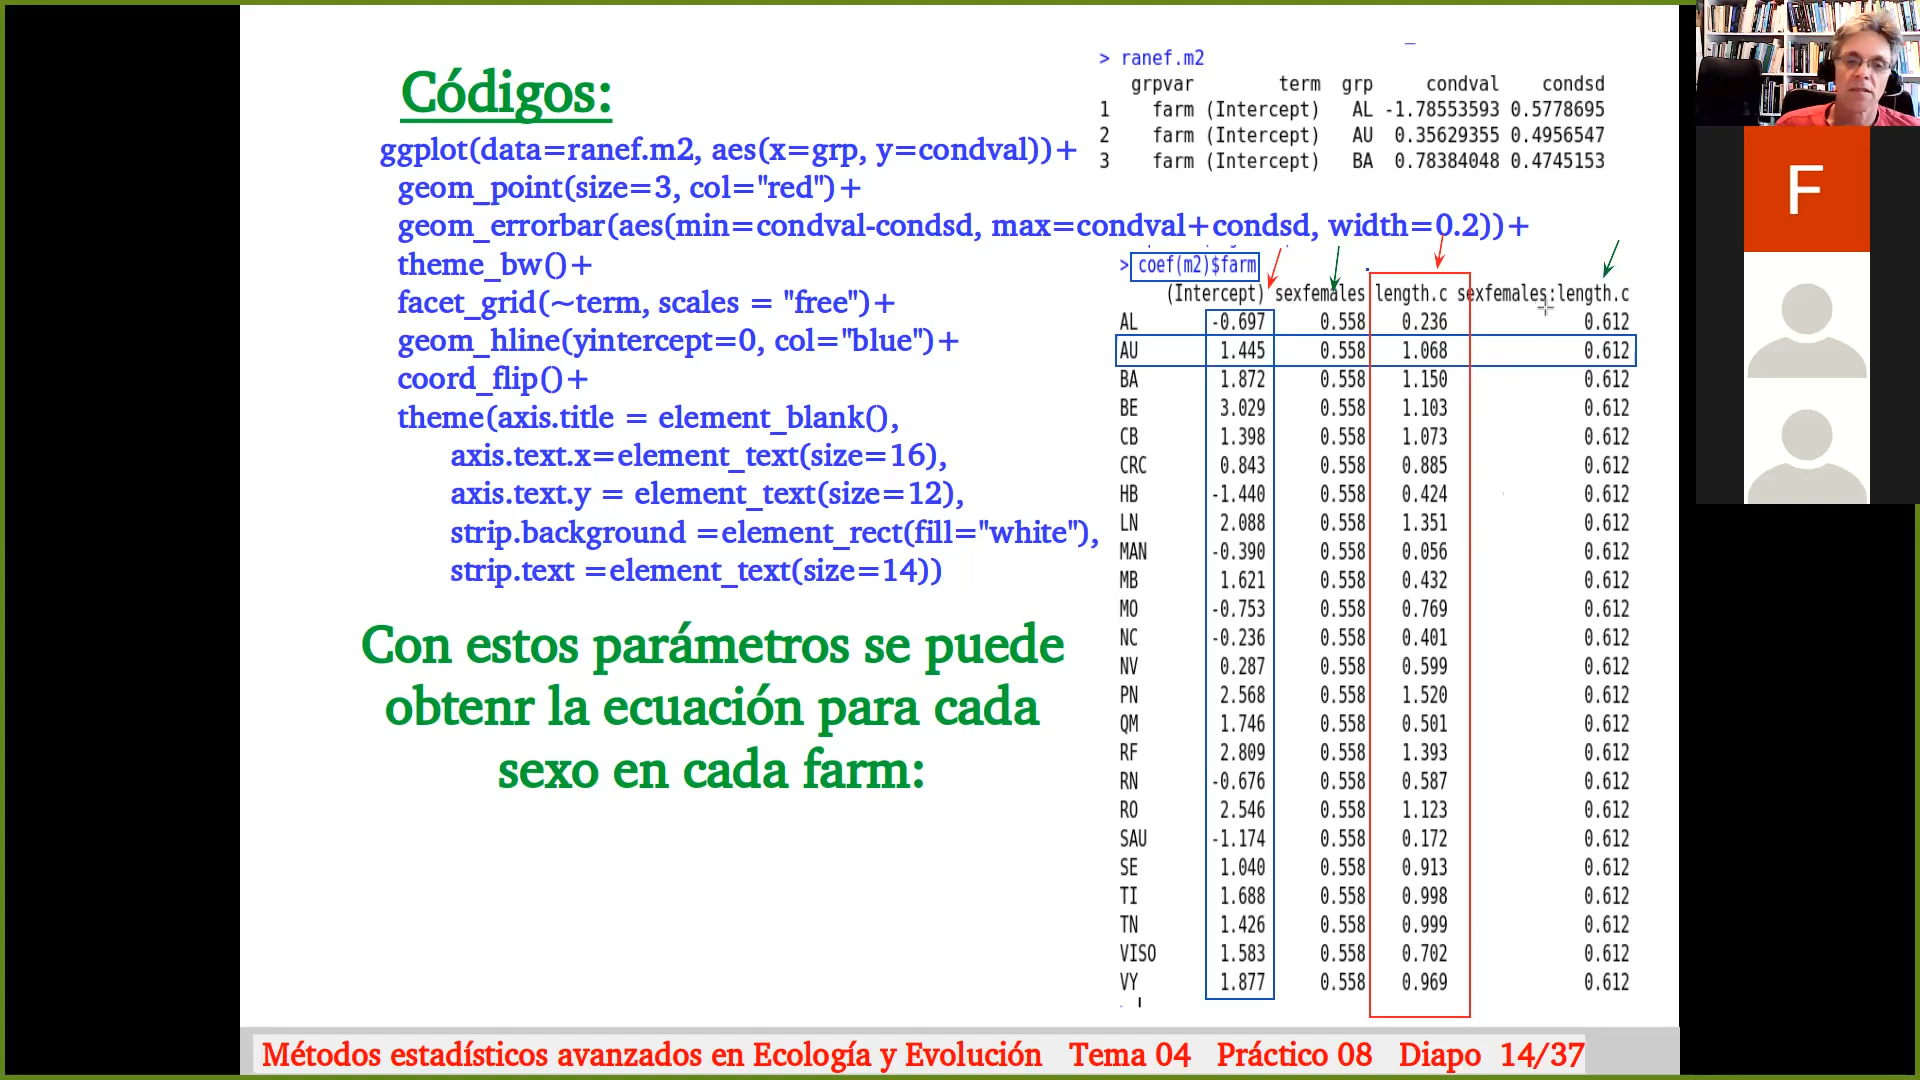 Códigos:
ggplot(data=ranef.m2, aes(x=grp, y=condval))+
geom_point(size=3, col="red")+
geom_errorbar(aes(min=condval-condsd, max=condval+condsd, width=0.2))+
theme_bw()+
facet_grid(~term, scales = "free")+
geom_hline(yintercept=0, col="blue")+
coord_flip()+
theme(axis.title = element_blank(),
axis.text.x=element_text(size=16),
axis.text.y = element_text(size=12),
strip.background =element_rect(fill="white"),
strip.text =element_text(size=14))
Con estos parámetros se puede
obtenr la ecuación para cada
sexo en cada farm:
> ranef.m2
grpvar term grp condval condsd
1 farm (Intercept) AL -1.78553593 0.5778695
2 farm (Intercept) AU 0.35629355 0.4956547
3 farm (Intercept) BA 0.78384048 0.4745153
> coef(m2)$farm
(Intercept) sexfemales length.c sexfemales:length.c
AL -0.697 0.558 0.236 0.612
AU 1.445 0.558 1.068 0.612
BA 1.872 0.558 1.150 0.612
BE 3.029 0.558 1.103 0.612
CB 1.398 0.558 1.073 0.612
CRC 0.843 0.558 0.885 0.612
HB -1.440 0.558 0.424 0.612
LN 2.088 0.558 1.351 0.612
MAN -0.390 0.558 0.056 0.612
MB 1.621 0.558 0.432 0.612
MO -0.753 0.558 0.769 0.612
NC -0.236 0.558 0.401 0.612
NV 0.287 0.558 0.599 0.612
PN 2.568 0.558 1.520 0.612
QM 1.746 0.558 0.501 0.612
RF 2.809 0.558 1.393 0.612
RN -0.676 0.558 0.587 0.612
RO 2.546 0.558 1.123 0.612
SAU -1.174 0.558 0.172 0.612
SE 1.040 0.558 0.913 0.612
TI 1.688 0.558 0.998 0.612
TN 1.426 0.558 0.999 0.612
VISO 1.583 0.558 0.702 0.612
VY 1.877 0.558 0.969 0.612
F
Métodos estadísticos avanzados en Ecología y Evolución Tema 04 Práctico 08 Diapo 14/37